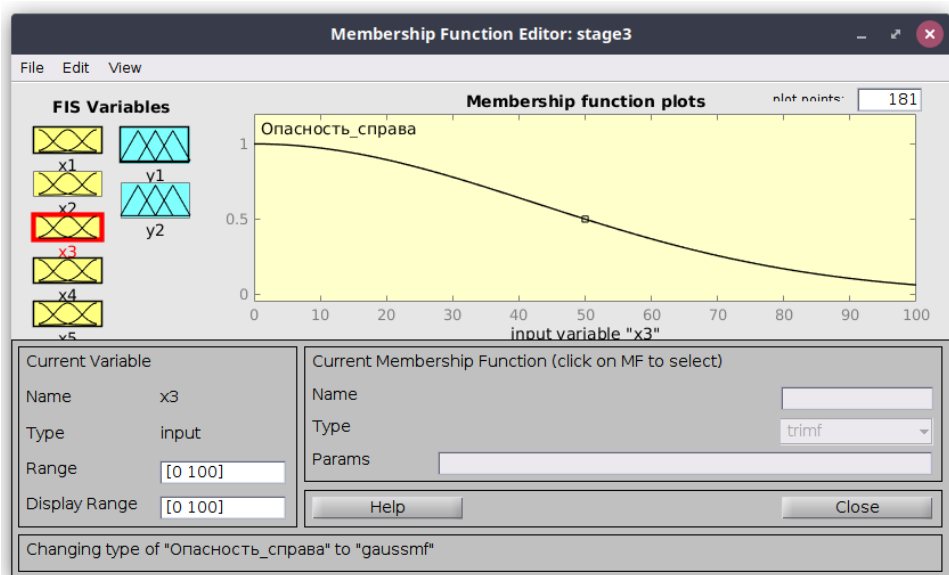 Membership Function Editor: stage3
File Edit View
FIS Variables
x1
x2
x3
x4
x5
y1
y2
Membership function plots
plot points:
181
Опасность_справа
1
0.5
0
0 10 20 30 40 50 60 70 80 90 100
input variable "x3"
Current Variable
Name x3
Type input
Range [0 100]
Display Range [0 100]
Current Membership Function (click on MF to select)
Name
Type trimf
Params
Help
Close
Changing type of "Опасность_справа" to "gaussmf"